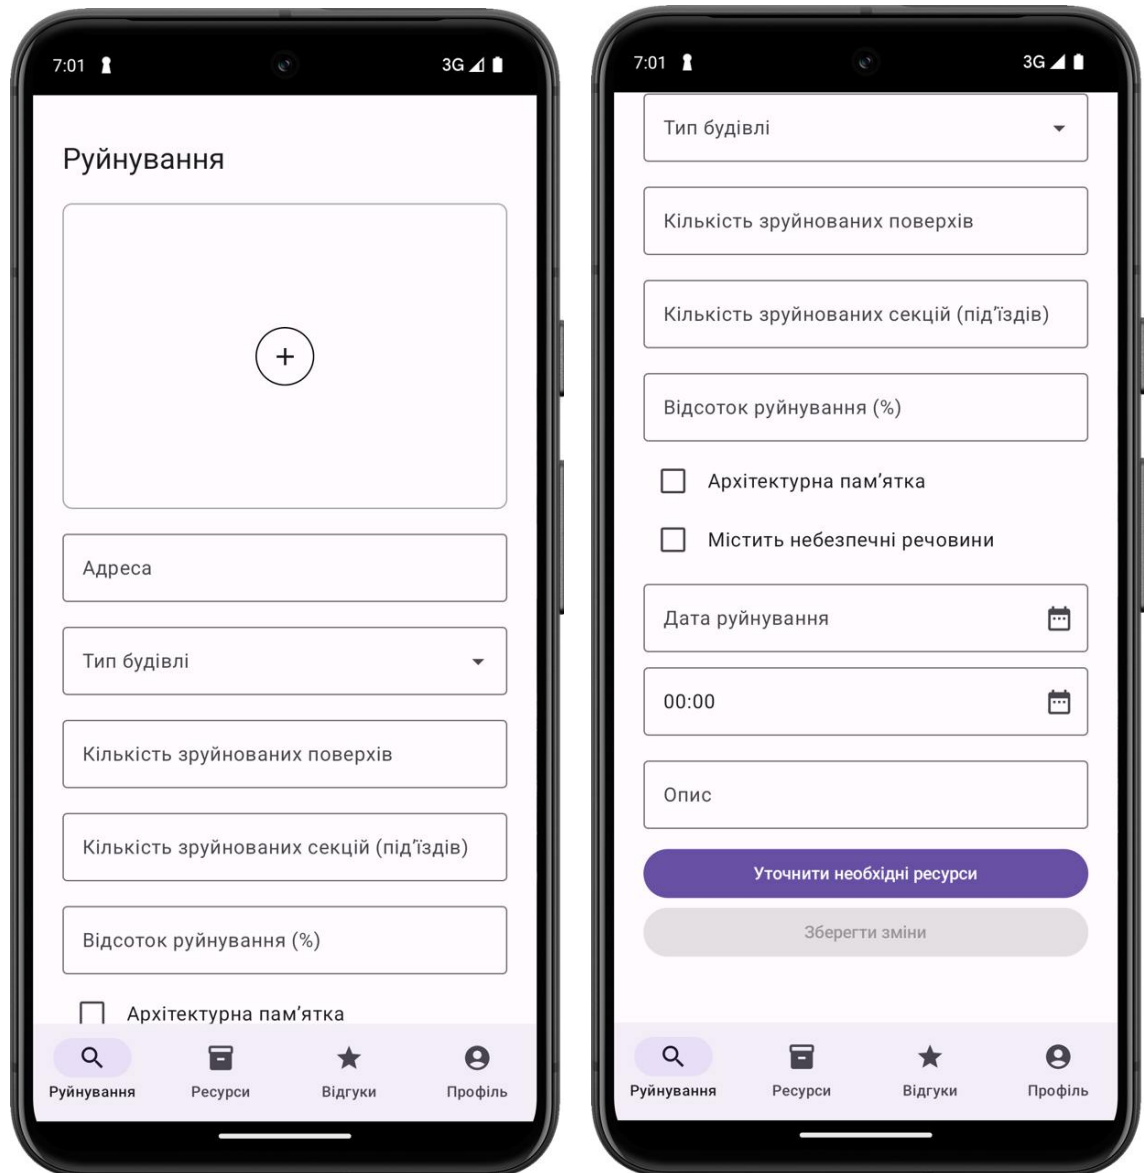 7:01
3G
Руйнування
Адреса
Тип будівлі
Кількість зруйнованих поверхів
Кількість зруйнованих секцій (під’їздів)
Відсоток руйнування (%)
Архітектурна пам’ятка
Руйнування
Ресурси
Відгуки
Профіль
7:01
3G
Тип будівлі
Кількість зруйнованих поверхів
Кількість зруйнованих секцій (під’їздів)
Відсоток руйнування (%)
Архітектурна пам’ятка
Містить небезпечні речовини
Дата руйнування
00:00
Опис
Уточнити необхідні ресурси
Зберегти зміни
Руйнування
Ресурси
Відгуки
Профіль